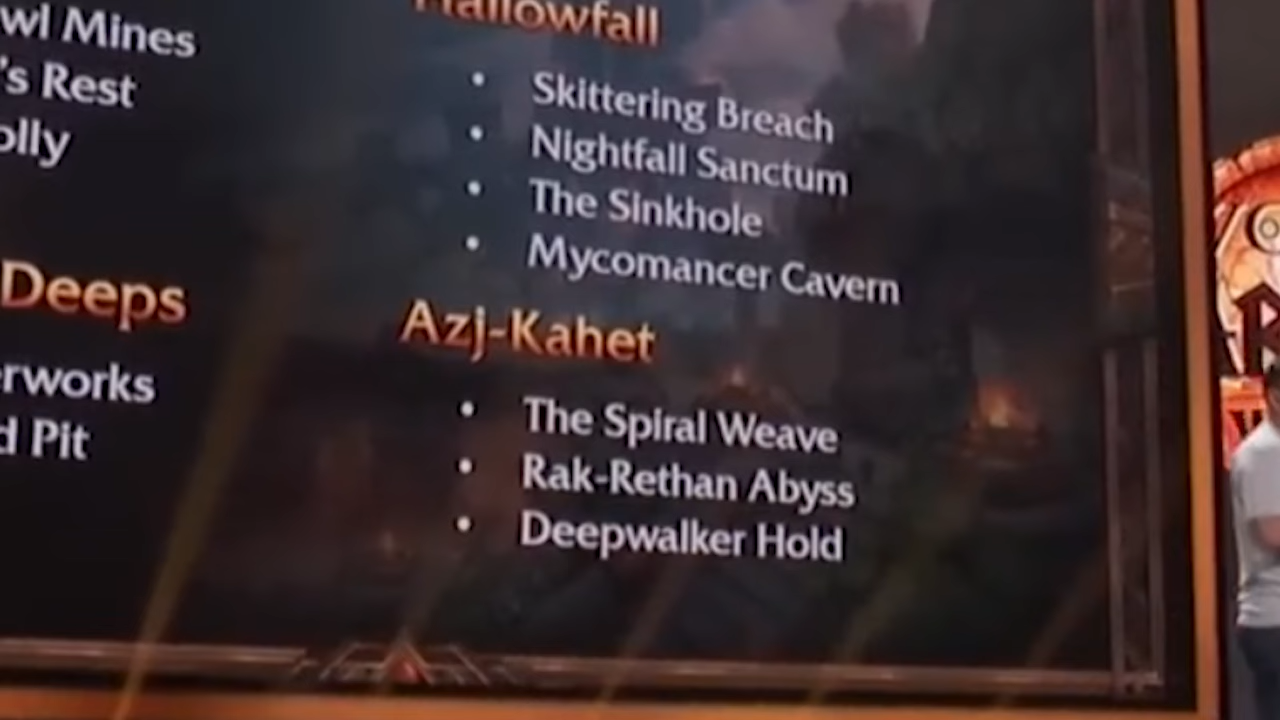 wl Mines
's Rest
olly
Deeps
erworks
d Pit
Hallowfall
• Skittering Breach
• Nightfall Sanctum
• The Sinkhole
• Mycomancer Cavern
Azj-Kahet
• The Spiral Weave
• Rak-Rethan Abyss
• Deepwalker Hold